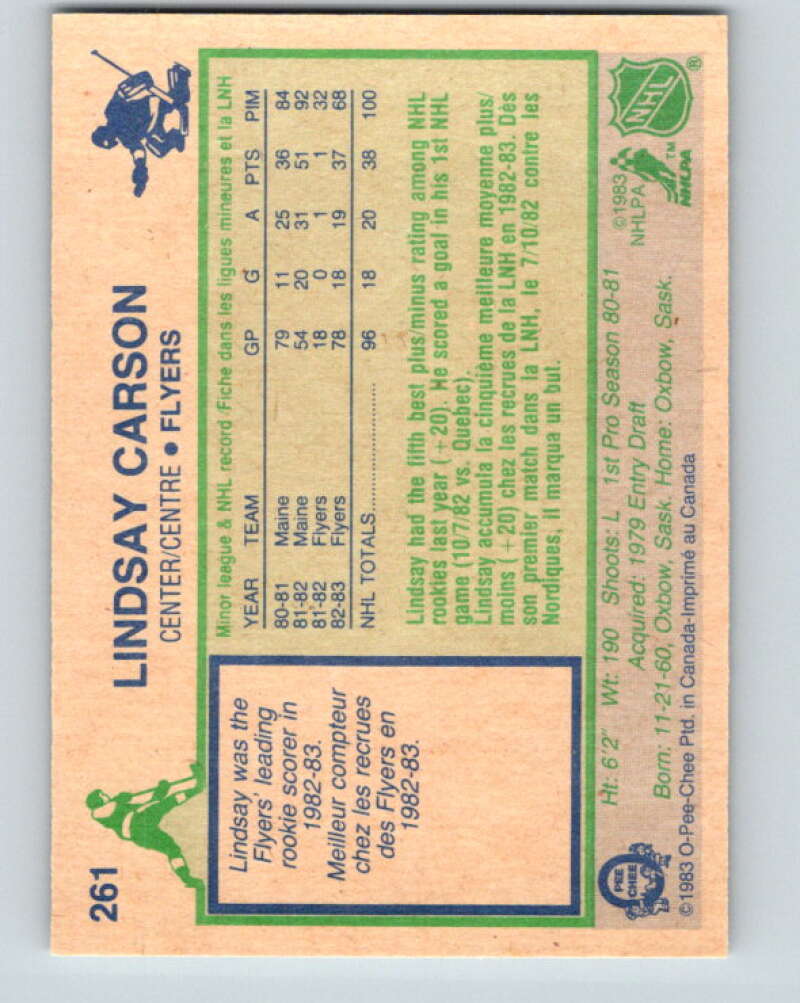 261
LINDSAY CARSON
CENTER/CENTRE • FLYERS
Lindsay was the
Flyers' leading
rookie scorer in
1982-83.
Meilleur compteur
chez les recrues
des Flyers en
1982-83.
Minor league & NHL record-Fiche dans les ligues mineures et la LNH
YEAR TEAM GP G A PTS PIM
80-81 Maine 79 11 25 36 84
81-82 Maine 54 20 31 51 92
81-82 Flyers 18 0 1 1 32
82-83 Flyers 78 18 19 37 68
NHL TOTALS.................... 96 18 20 38 100
Lindsay had the fifth best plus/minus rating among NHL
rookies last year (+20). He scored a goal in his 1st NHL
game (10/7/82 vs. Quebec).
Lindsay accumula la cinquième meilleure moyenne plus/
moins (+20) chez les recrues de la LNH en 1982-83. Dès
son premier match dans la LNH, le 7/10/82 contre les
Nordiques, il marqua un but.
Ht: 6'2" Wt: 190 Shoots: L 1st Pro Season 80-81
Acquired: 1979 Entry Draft
Born: 11-21-60, Oxbow, Sask. Home: Oxbow, Sask.
©1983 O-Pee-Chee Ptd. in Canada-Imprimé au Canada
O
PEE
CHEE
©1983
NHLPA
NHLPA
TM
NHL
®